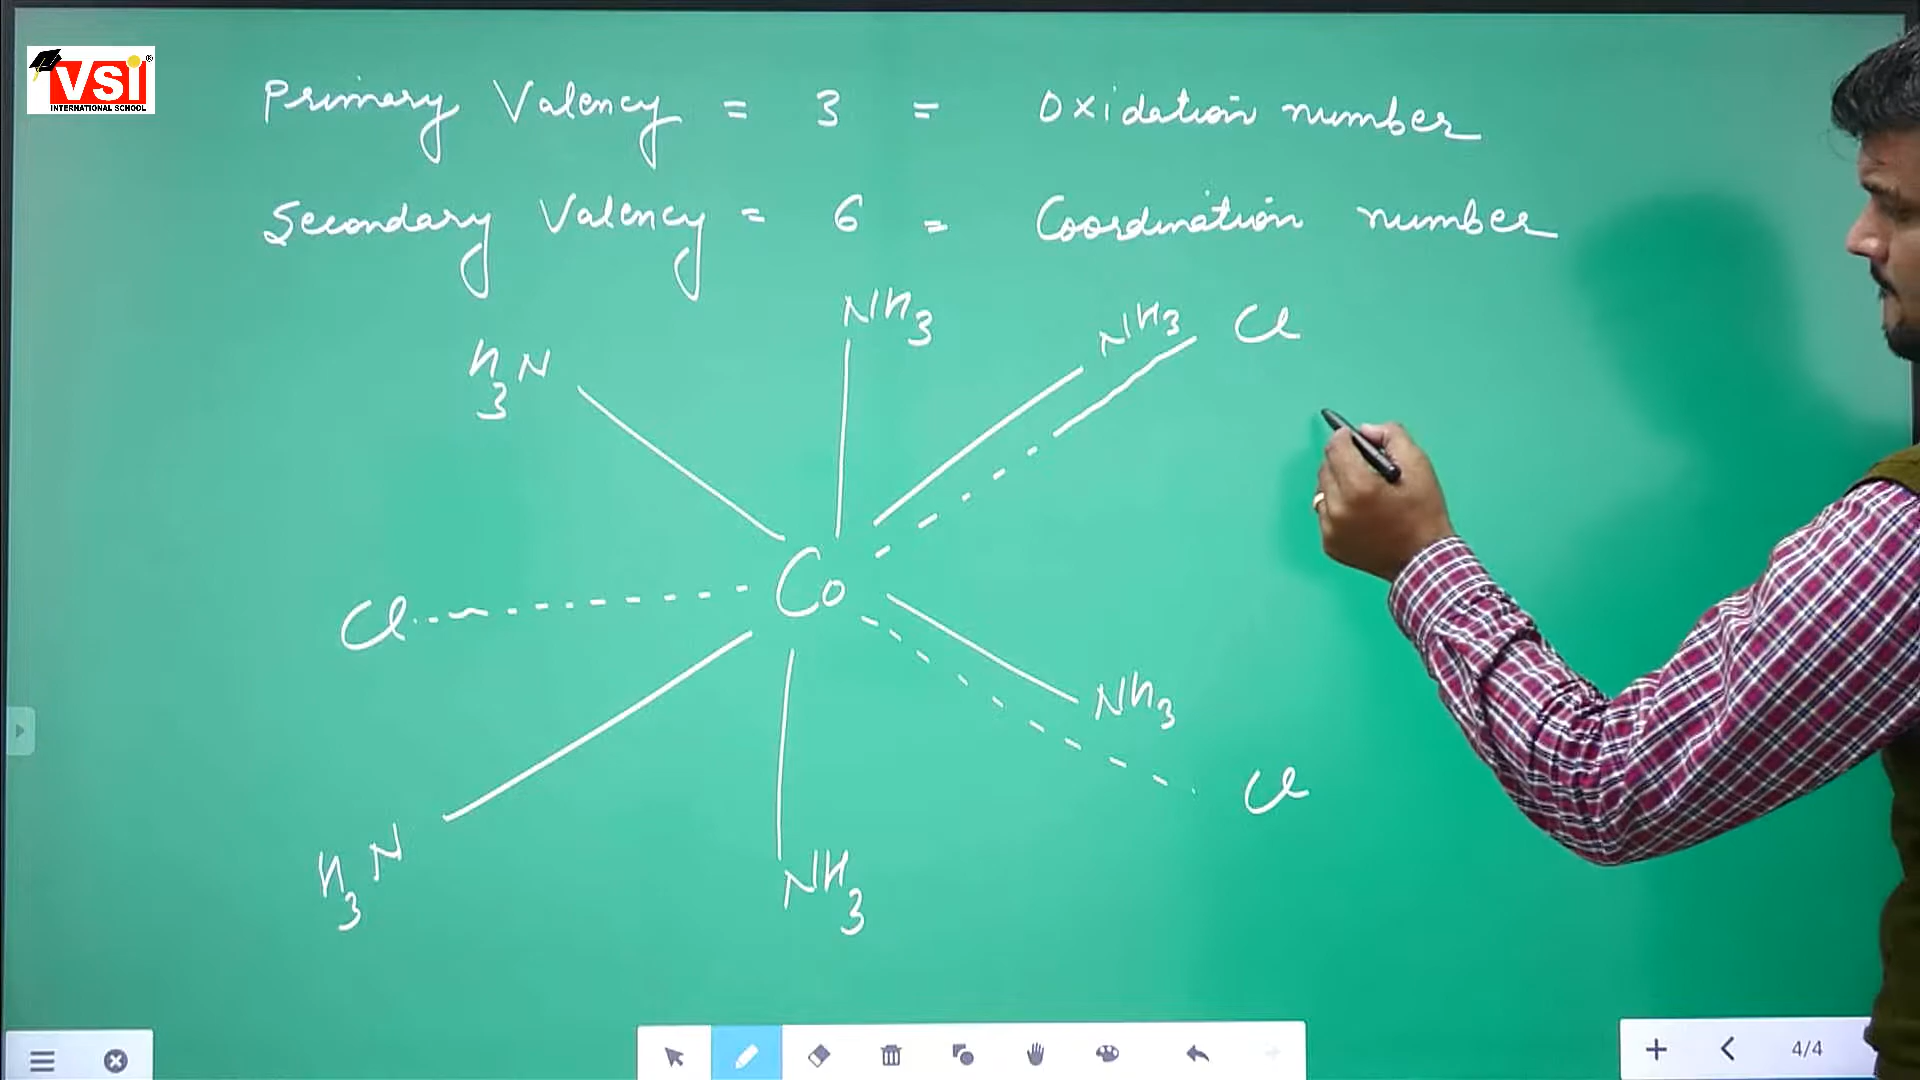 VSI
INTERNATIONAL SCHOOL
Primary Valency = 3 = Oxidation number
Secondary Valency = 6 = Coordination number
NH3
NH3 Cl
H3N
Co
Cl
NH3
Cl
H3N
NH3
4/4